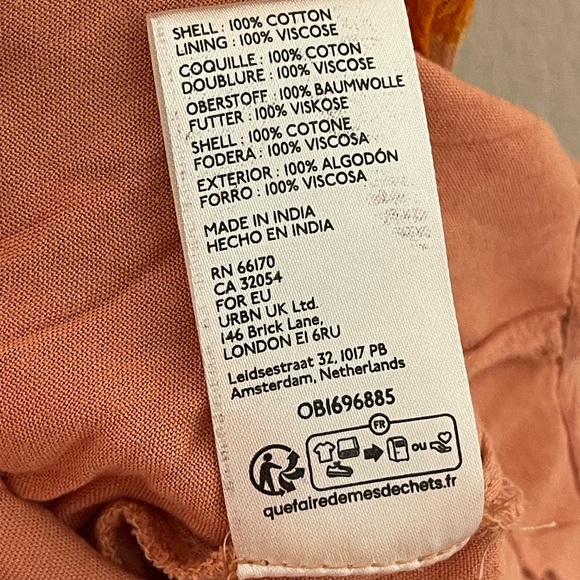 SHELL : 100% COTTON
LINING : 100% VISCOSE
COQUILLE : 100% COTON
DOUBLURE : 100% VISCOSE
OBERSTOFF : 100% BAUMWOLLE
FUTTER : 100% VISKOSE
SHELL : 100% COTONE
FODERA : 100% VISCOSA
EXTERIOR : 100% ALGODÓN
FORRO : 100% VISCOSA
MADE IN INDIA
HECHO EN INDIA
RN 66170
CA 32054
FOR EU
URBN UK Ltd.
146 Brick Lane,
LONDON E1 6RU
Leidsestraat 32, 1017 PB
Amsterdam, Netherlands
OB1696885
FR
ou
quefairedemesdechets.fr